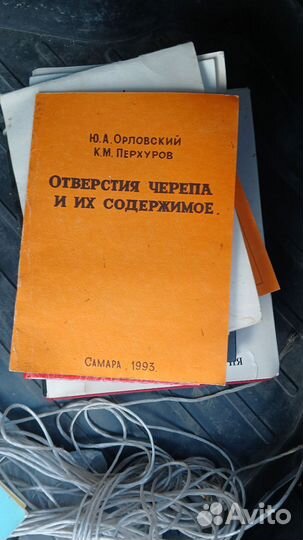 Ю.А. Орловский
К.М. Перхуров
Отверстия черепа
и их содержимое
Самара, 1993.
Avito